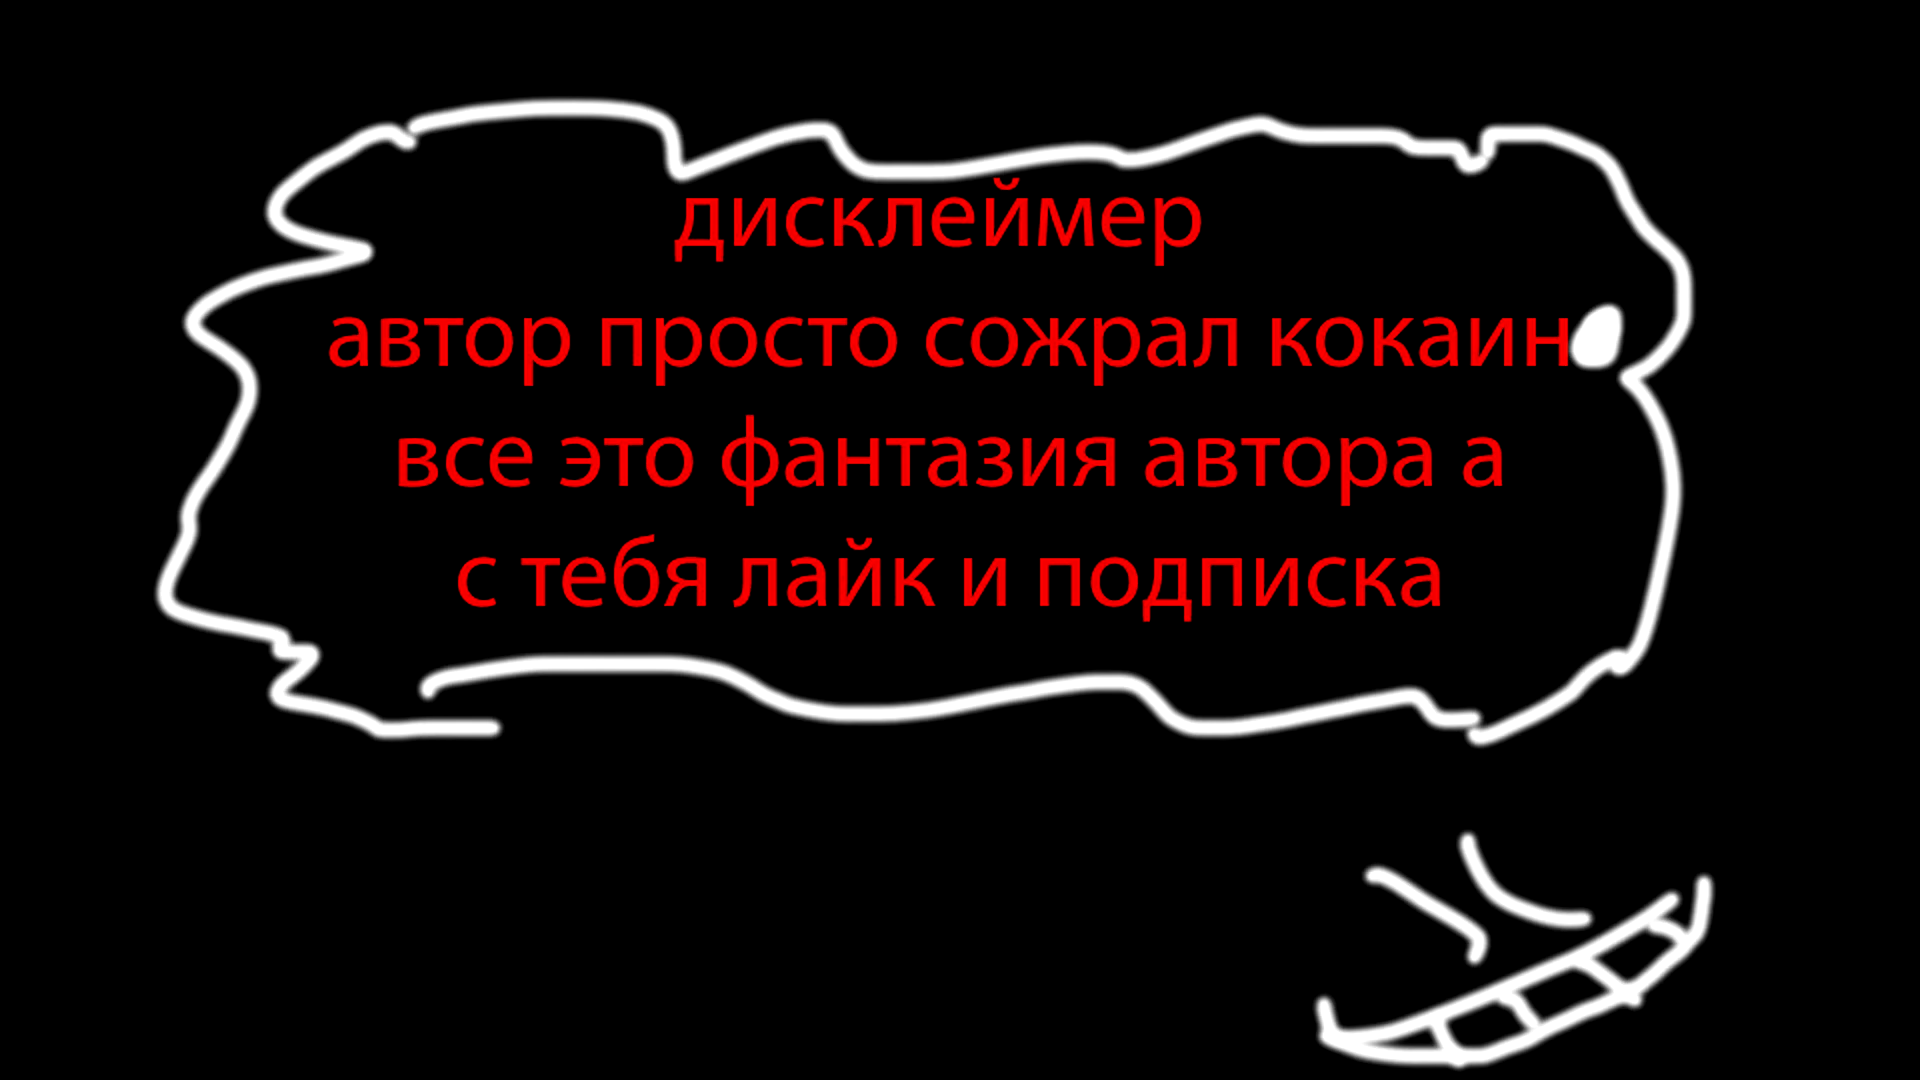 дисклеймер
автор просто сожрал кокаин
все это фантазия автора а
с тебя лайк и подписка